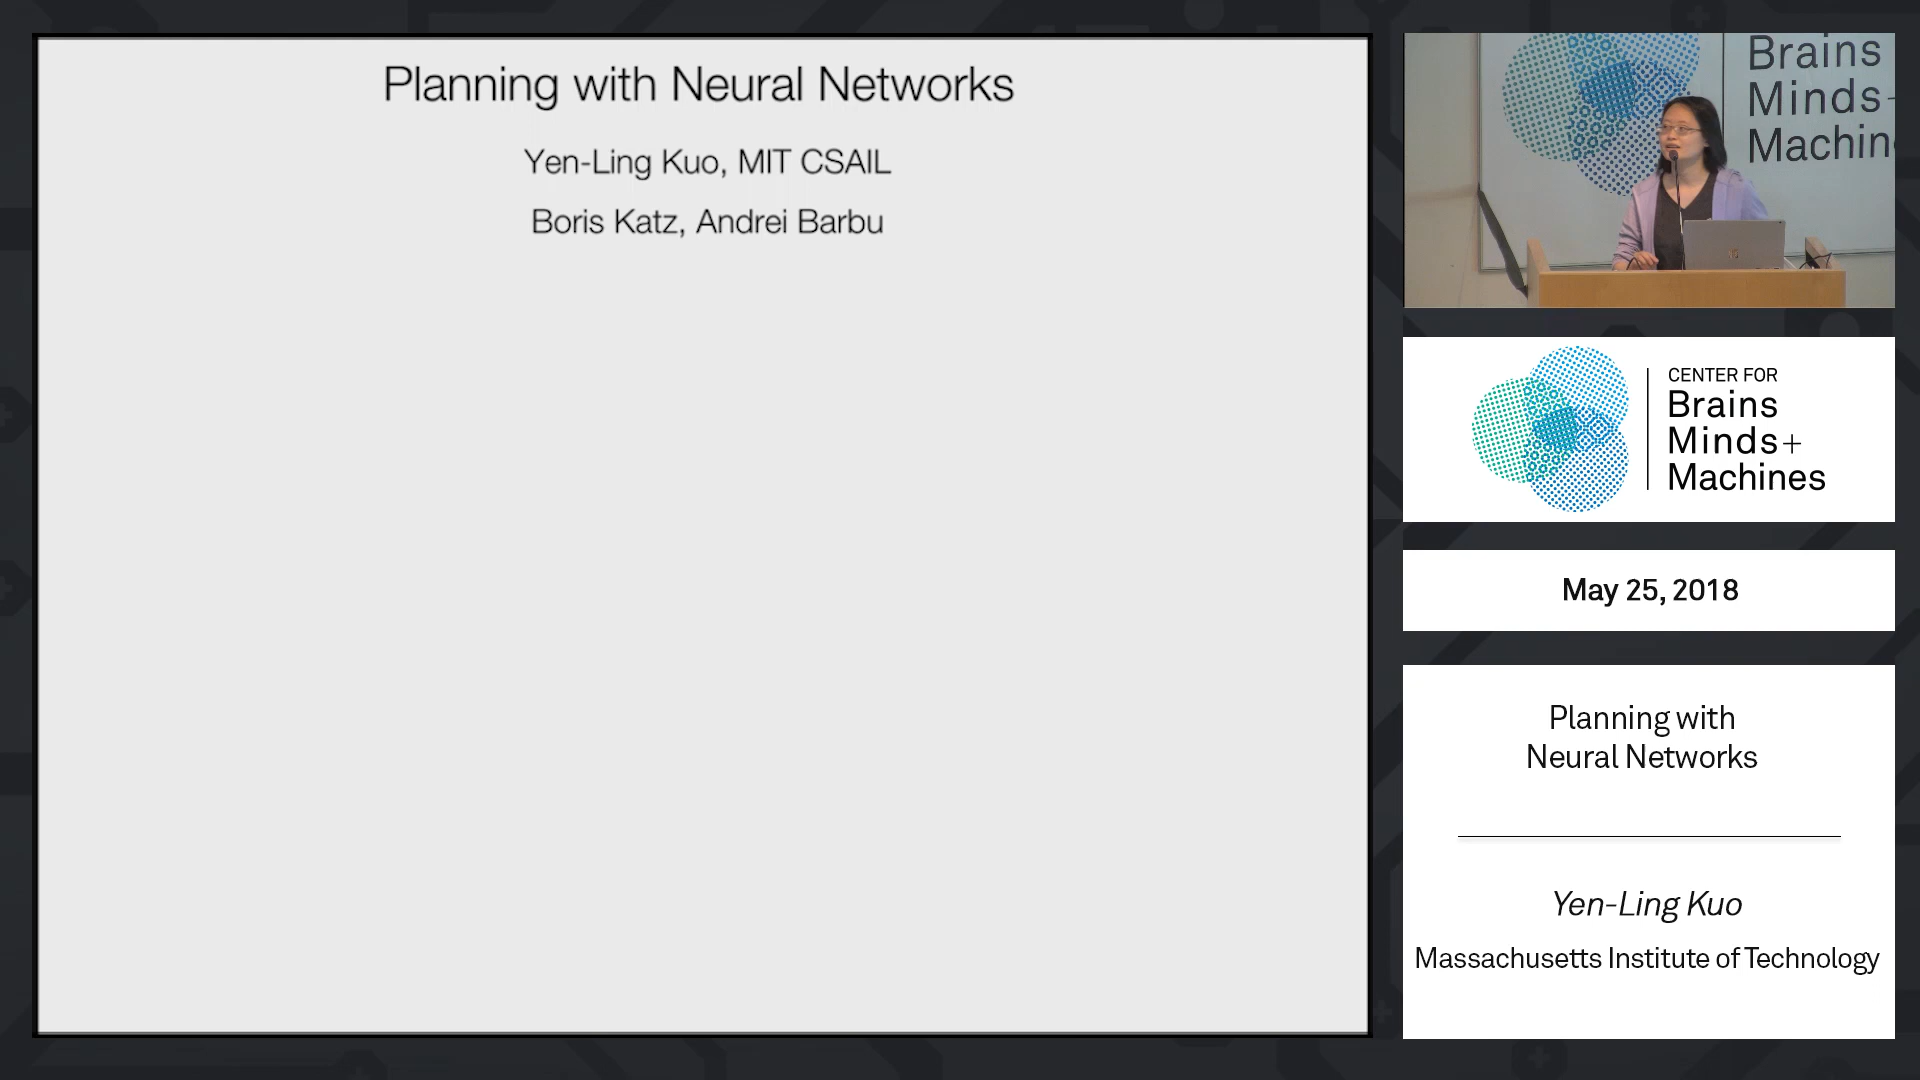 Planning with Neural Networks
Yen-Ling Kuo, MIT CSAIL
Boris Katz, Andrei Barbu
Brains
Minds
Machin
CENTER FOR
Brains
Minds+
Machines
May 25, 2018
Planning with
Neural Networks
Yen-Ling Kuo
Massachusetts Institute of Technology